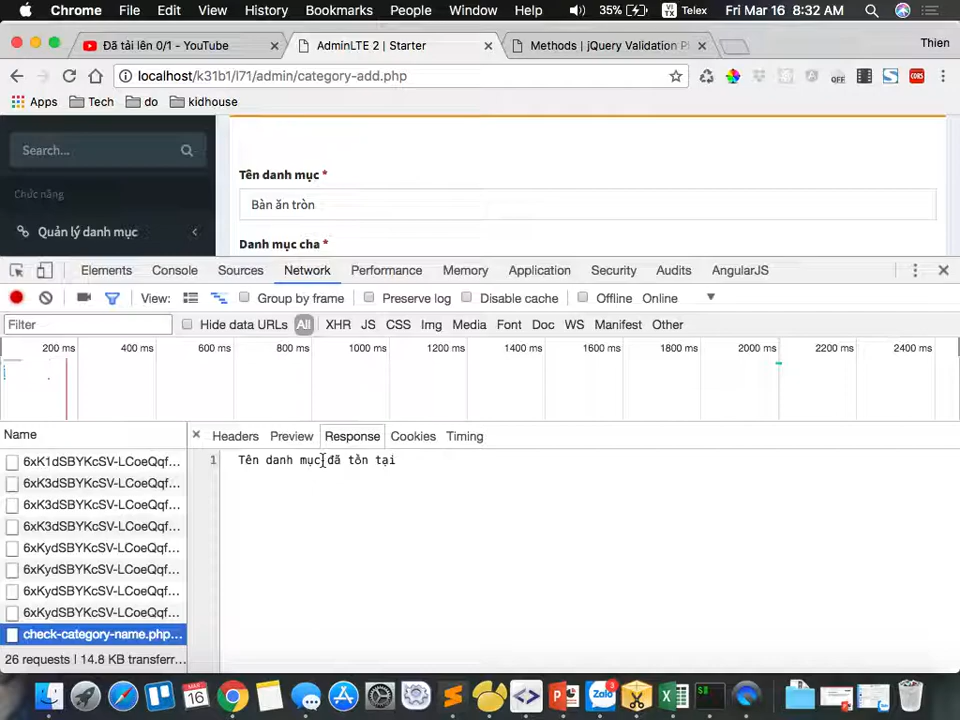 Chrome File Edit View History Bookmarks People Window Help 35% VI TX Telex Fri Mar 16 8:32 AM
Đã tải lên 0/1 - YouTube AdminLTE 2 | Starter Methods | jQuery Validation Thien
localhost/k31b1/l71/admin/category-add.php OFF CORS
Apps Tech do kidhouse
Search...
Chức năng
Quản lý danh mục
Tên danh mục *
Bàn ăn tròn
Danh mục cha *
Elements Console Sources Network Performance Memory Application Security Audits AngularJS
View: Group by frame Preserve log Disable cache Offline Online
Filter Hide data URLs All XHR JS CSS Img Media Font Doc WS Manifest Other
200 ms 400 ms 600 ms 800 ms 1000 ms 1200 ms 1400 ms 1600 ms 1800 ms 2000 ms 2200 ms 2400 ms
Name Headers Preview Response Cookies Timing
6xK1dSBYKcSV-LCoeQqf...
6xK3dSBYKcSV-LCoeQqf...
6xK3dSBYKcSV-LCoeQqf...
6xK3dSBYKcSV-LCoeQqf...
6xKydSBYKcSV-LCoeQqf...
6xKydSBYKcSV-LCoeQqf...
6xKydSBYKcSV-LCoeQqf...
6xKydSBYKcSV-LCoeQqf...
check-category-name.php...
1 Tên danh mục đã tồn tại
26 requests | 14.8 KB transferr...
MAR 16 Zalo 3